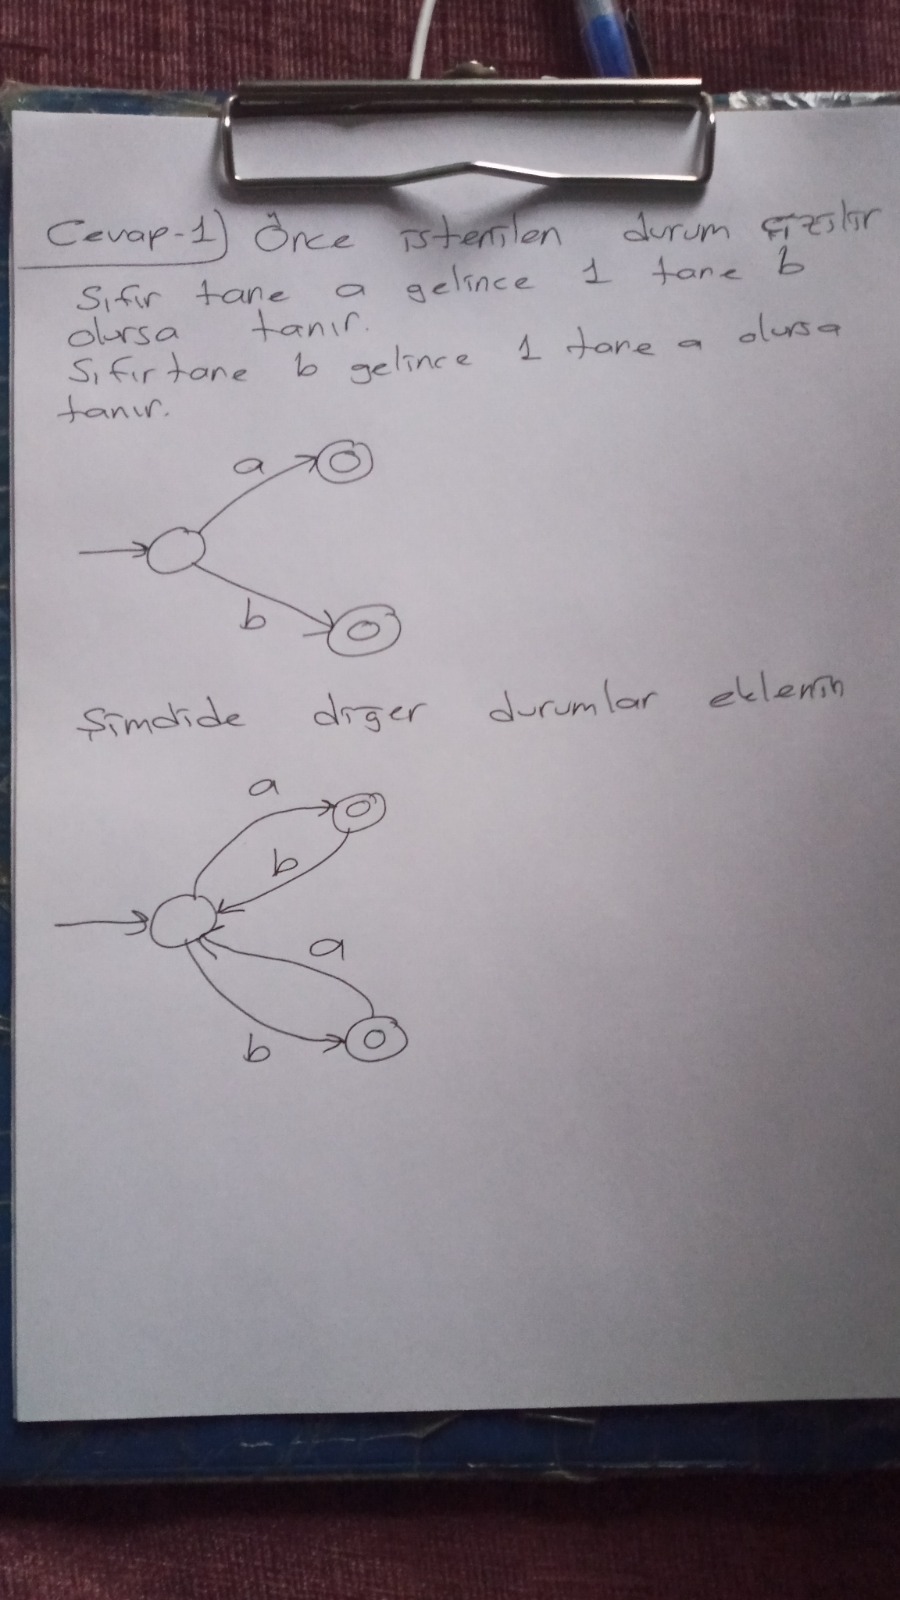 Cevap-1) Önce istenilen durum çizilir
Sıfır tane a gelince 1 tane b
olursa tanır.
Sıfır tane b gelince 1 tane a olursa
tanır.
a
b
Şimdide diğer durumlar eklenin
a
b
a
b